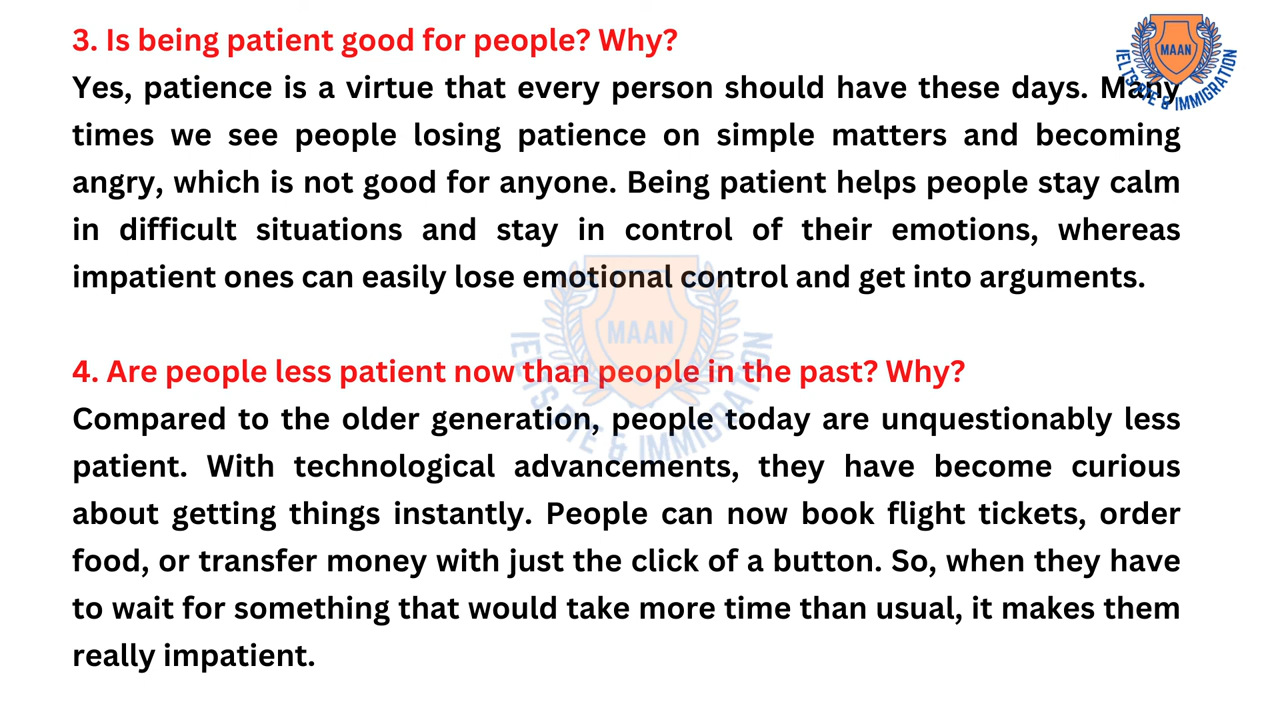 3. Is being patient good for people? Why?
MAAN
IELTS PTE & IMMIGRATION
Yes, patience is a virtue that every person should have these days. Many
times we see people losing patience on simple matters and becoming
angry, which is not good for anyone. Being patient helps people stay calm
in difficult situations and stay in control of their emotions, whereas
impatient ones can easily lose emotional control and get into arguments.
MAAN
IELTS PTE & IMMIGRATION
4. Are people less patient now than people in the past? Why?
Compared to the older generation, people today are unquestionably less
patient. With technological advancements, they have become curious
about getting things instantly. People can now book flight tickets, order
food, or transfer money with just the click of a button. So, when they have
to wait for something that would take more time than usual, it makes them
really impatient.